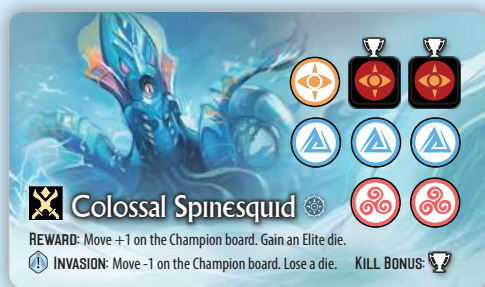 Colossal Spinesquid
REWARD: Move +1 on the Champion board. Gain an Elite die.
INVASION: Move -1 on the Champion board. Lose a die. KILL BONUS: